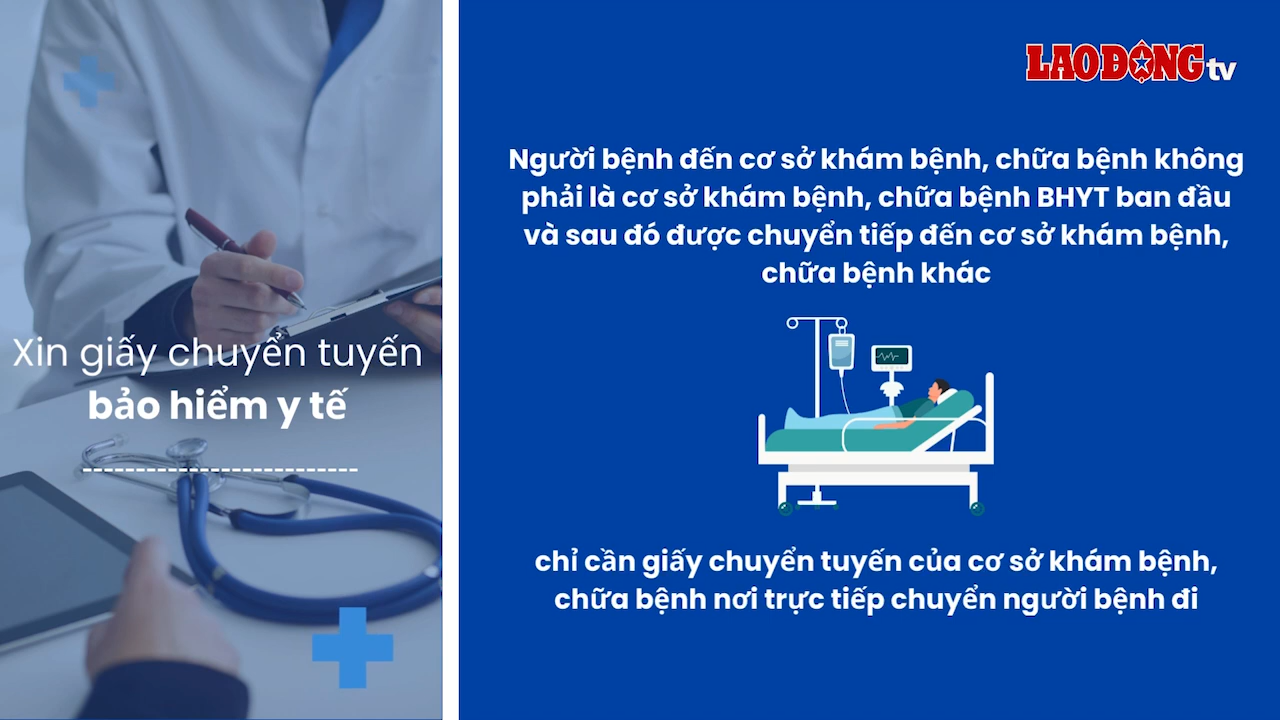 LAO ĐỘNG tv
Người bệnh đến cơ sở khám bệnh, chữa bệnh không
phải là cơ sở khám bệnh, chữa bệnh BHYT ban đầu
và sau đó được chuyển tiếp đến cơ sở khám bệnh,
chữa bệnh khác
Xin giấy chuyển tuyến
bảo hiểm y tế
chỉ cần giấy chuyển tuyến của cơ sở khám bệnh,
chữa bệnh nơi trực tiếp chuyển người bệnh đi